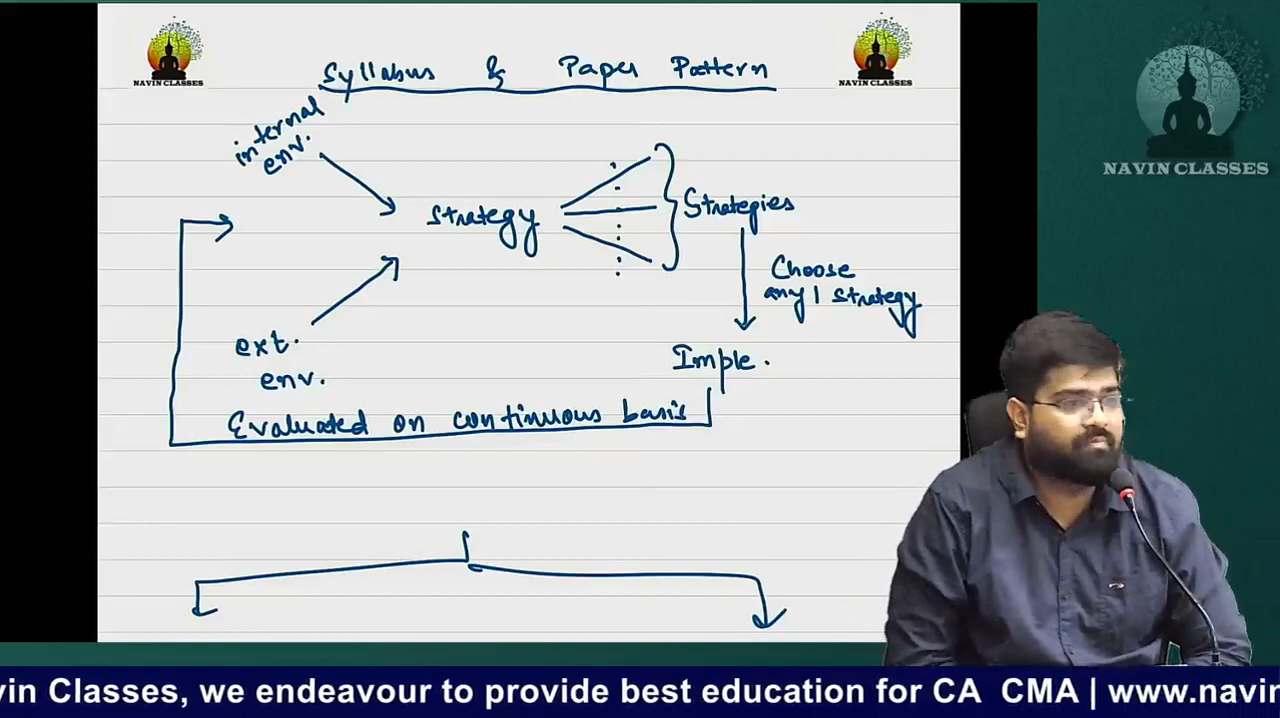 NAVIN CLASSES
NAVIN CLASSES
NAVIN CLASSES
Syllabus & Paper Pattern
internal
env.
Strategy
Strategies
Choose
any 1 strategy
ext.
env.
Imple.
Evaluated on continuous basis
vin Classes, we endeavour to provide best education for CA CMA | www.navin